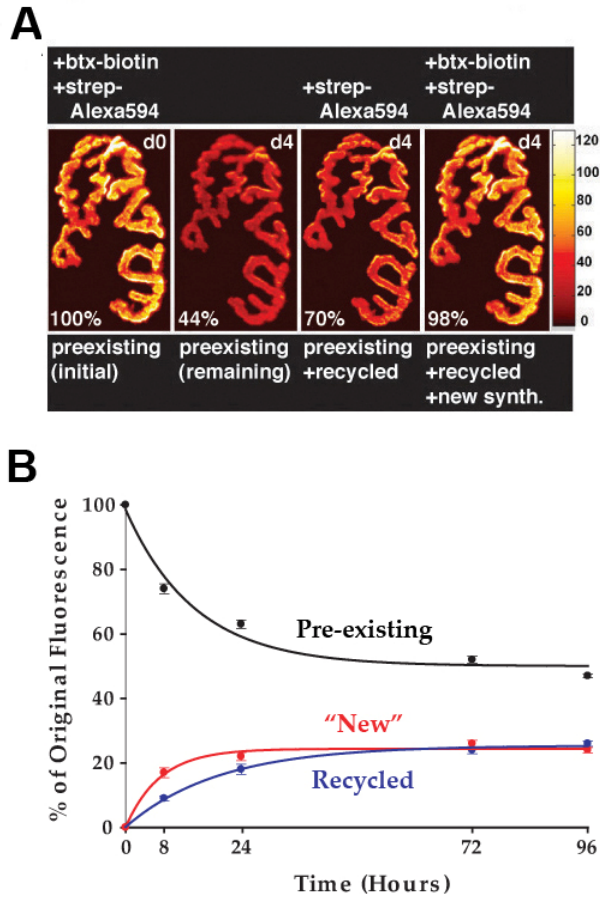 A
+btx-biotin
+strep-
Alexa594
+strep-
Alexa594
+btx-biotin
+strep-
Alexa594
d0
d4
d4
d4
120
100
80
60
40
20
0
100%
44%
70%
98%
preexisting
(initial)
preexisting
(remaining)
preexisting
+recycled
preexisting
+recycled
+new synth.
B
% of Original Fluorescence
100
80
60
40
20
0
Pre-existing
“New”
Recycled
0 8 24 72 96
Time (Hours)